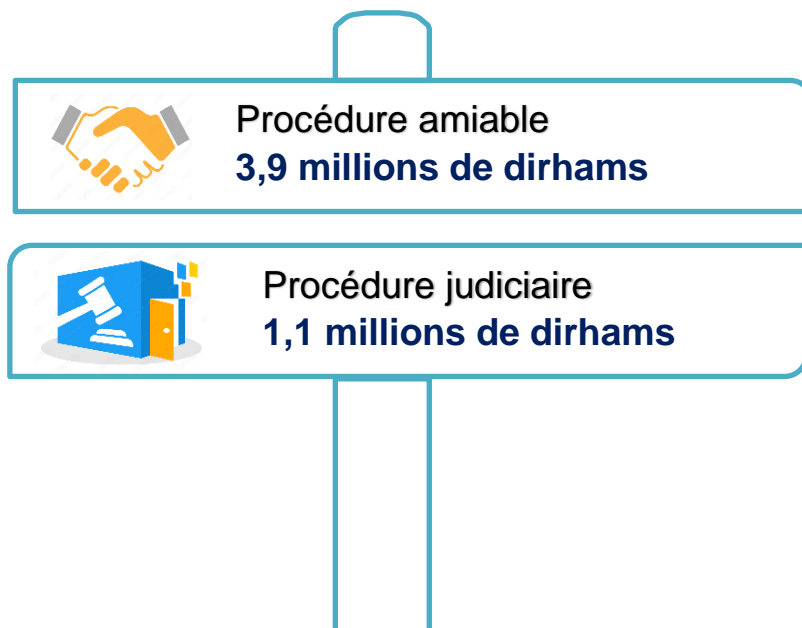 Procédure amiable
3,9 millions de dirhams
Procédure judiciaire
1,1 millions de dirhams